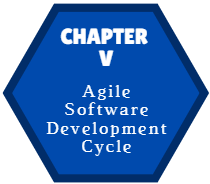 CHAPTER
V
Agile
Software
Development
Cycle